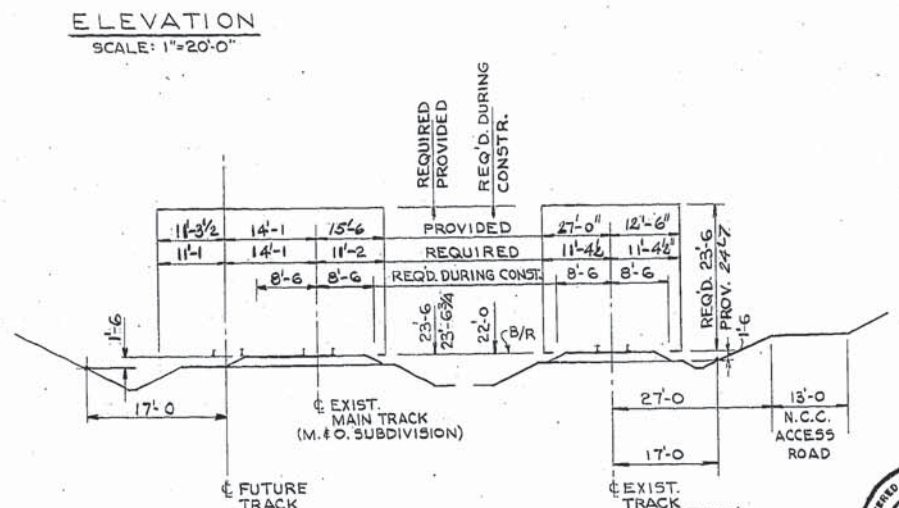 ELEVATION
SCALE: 1"=20'-0"
REQUIRED
PROVIDED
REQ'D. DURING
CONSTR.
11'-3½ 14'-1 15'-6 PROVIDED 27'-0" 12'-6"
11'-1 14'-1 11'-2 REQUIRED 11'-4½ 11'-4½"
8'-6 8'-6 REQ'D. DURING CONST. 8'-6 8'-6
REQ'D. 23'-6
PROV. 24'-7
1'-6
23'-6
23'-6¾
22'-0
B/R
1'-6
17'-0
℄ EXIST.
MAIN TRACK
(M. & O. SUBDIVISION)
27'-0 13'-0
N.C.C.
ACCESS
ROAD
17'-0
℄ FUTURE
TRACK
℄ EXIST.
TRACK